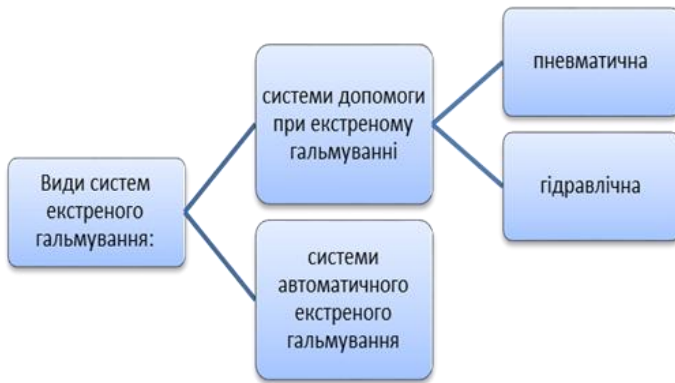 Види систем
екстреного
гальмування:
системи допомоги
при екстреному
гальмуванні
пневматична
гідравлічна
системи
автоматичного
екстреного
гальмування